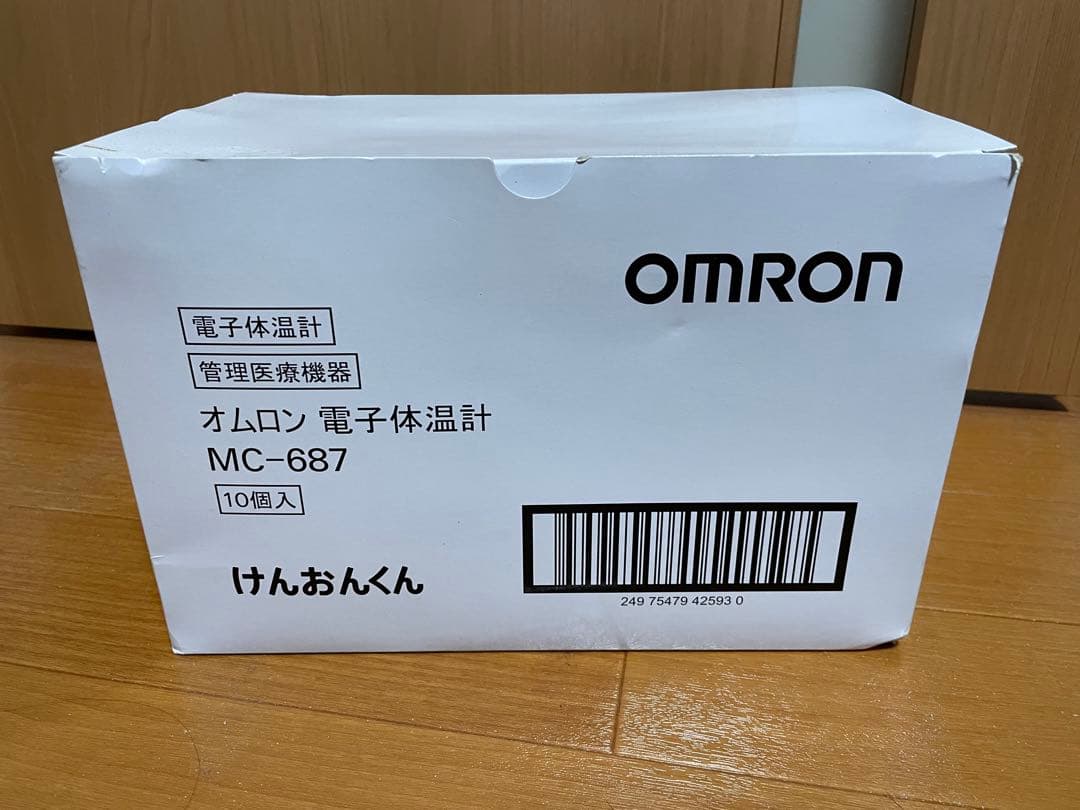 OMRON
電子体温計
管理医療機器
オムロン 電子体温計
MC-687
10個入
けんおんくん
249 75479 42593 0